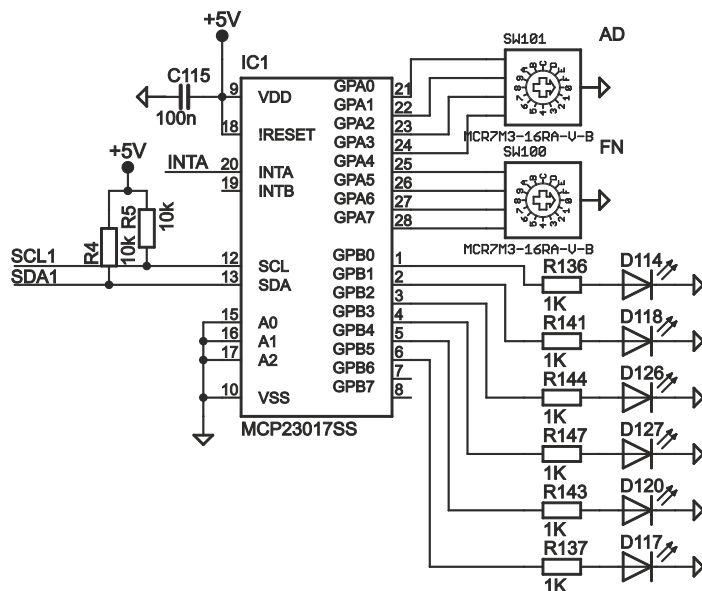 +5V
C115
100n
IC1
9 VDD
18 !RESET
INTA 20 INTA
19 INTB
+5V
R4 10k
R5 10k
SCL1 12 SCL
SDA1 13 SDA
15 A0
16 A1
17 A2
10 VSS
MCP23017SS
GPA0 21
GPA1 22
GPA2 23
GPA3 24
GPA4 25
GPA5 26
GPA6 27
GPA7 28
GPB0 1
GPB1 2
GPB2 3
GPB3 4
GPB4 5
GPB5 6
GPB6 7
GPB7 8
SW101
AD
MCR7M3-16RA-V-B
SW100
FN
MCR7M3-16RA-V-B
R136
1K
D114
R141
1K
D118
R144
1K
D126
R147
1K
D127
R143
1K
D120
R137
1K
D117